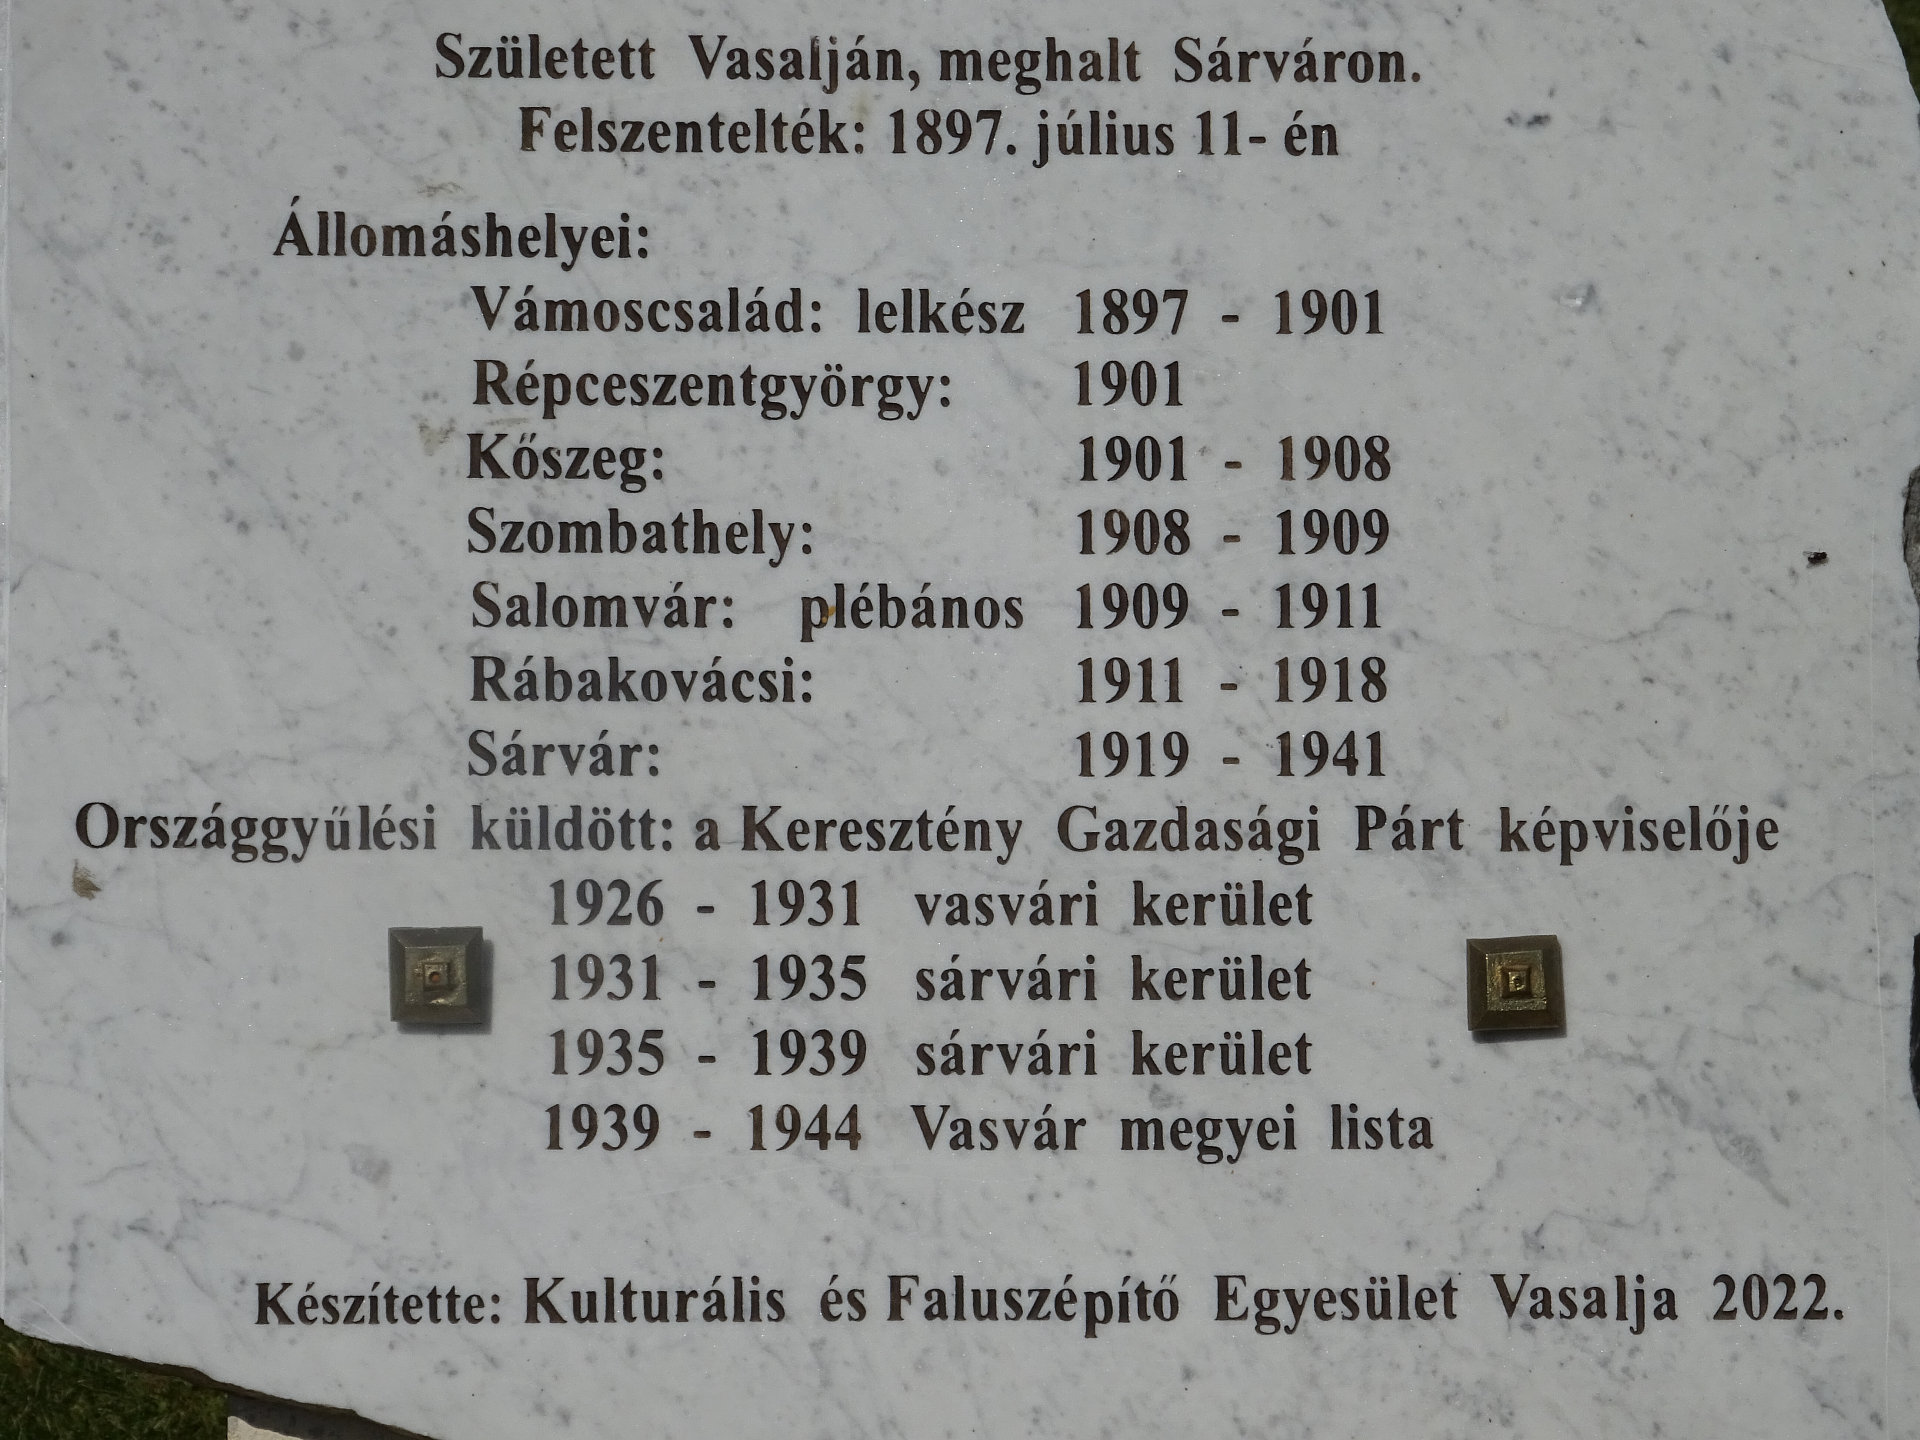 Született Vasalján, meghalt Sárváron.
Felszentelték: 1897. július 11- én
Állomáshelyei:
Vámoscsalád: lelkész 1897 - 1901
Répceszentgyörgy: 1901
Kőszeg: 1901 - 1908
Szombathely: 1908 - 1909
Salomvár: plébános 1909 - 1911
Rábakovácsi: 1911 - 1918
Sárvár: 1919 - 1941
Országgyűlési küldött: a Keresztény Gazdasági Párt képviselője
1926 - 1931 vasvári kerület
1931 - 1935 sárvári kerület
1935 - 1939 sárvári kerület
1939 - 1944 Vasvár megyei lista
Készítette: Kulturális és Faluszépítő Egyesület Vasalja 2022.